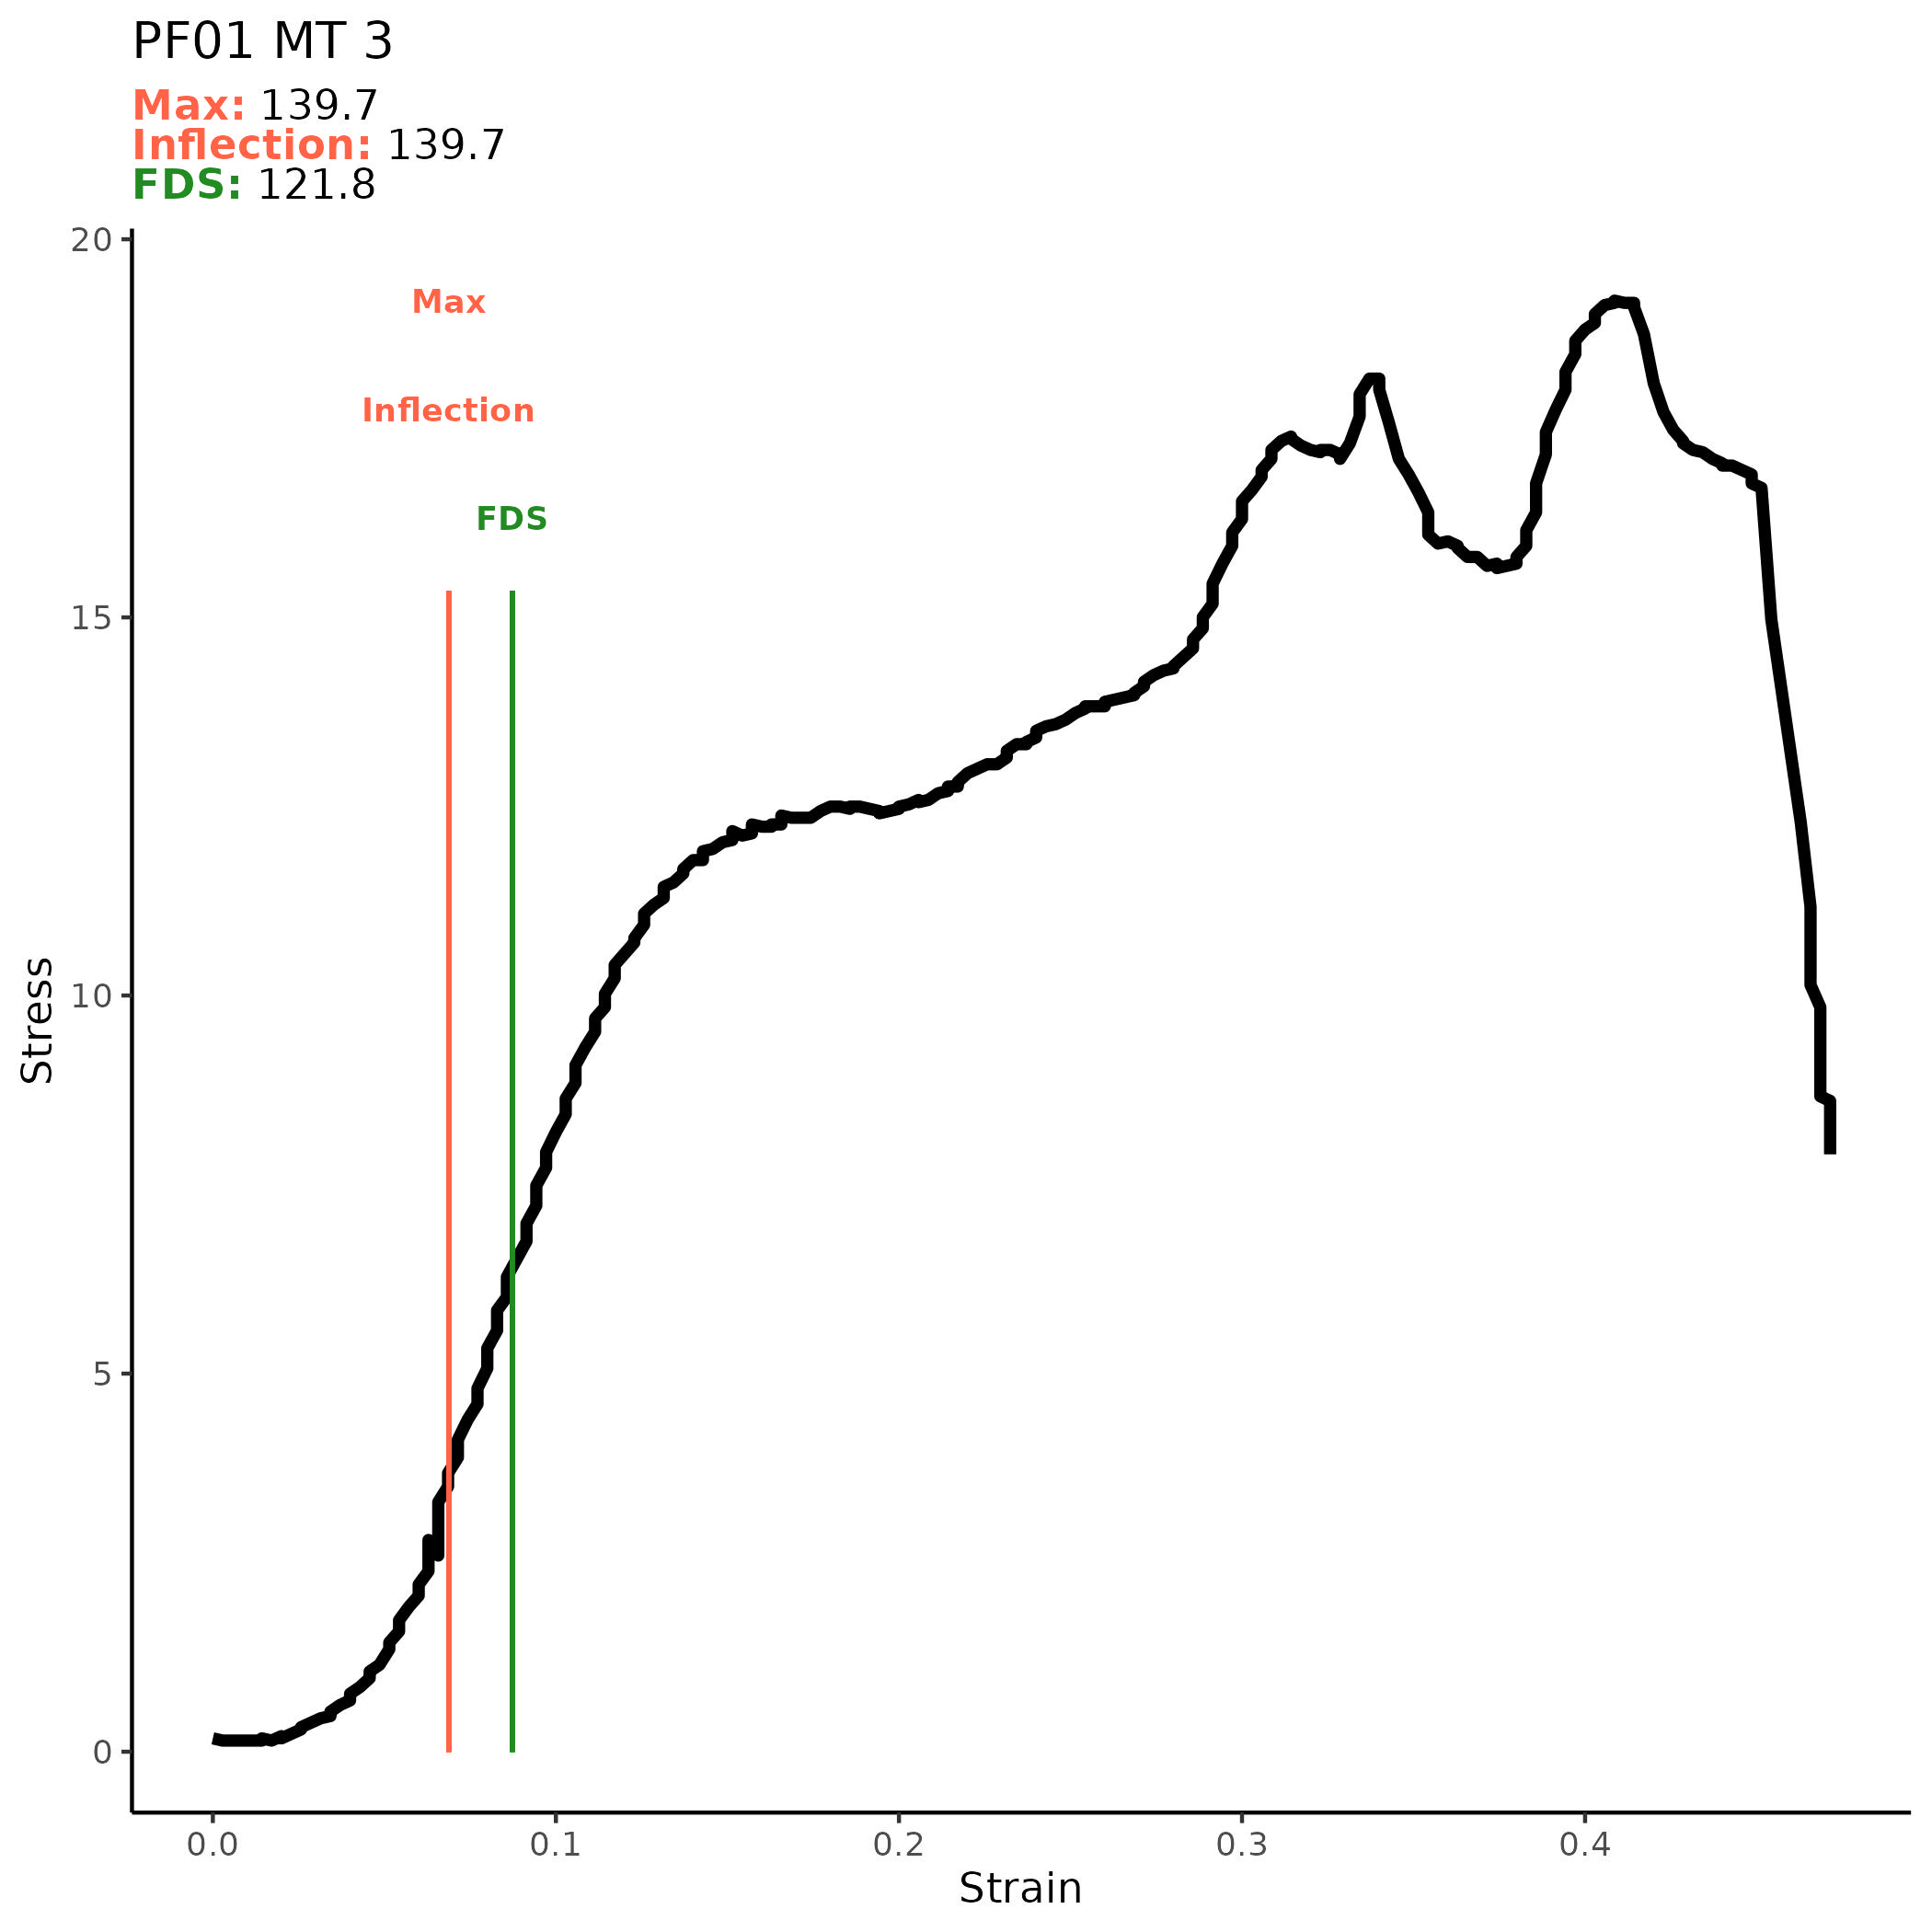 PF01 MT 3
Max: 139.7
Inflection: 139.7
FDS: 121.8
20
Max
Inflection
FDS
15
10
5
0
Stress
0.0 0.1 0.2 0.3 0.4
Strain